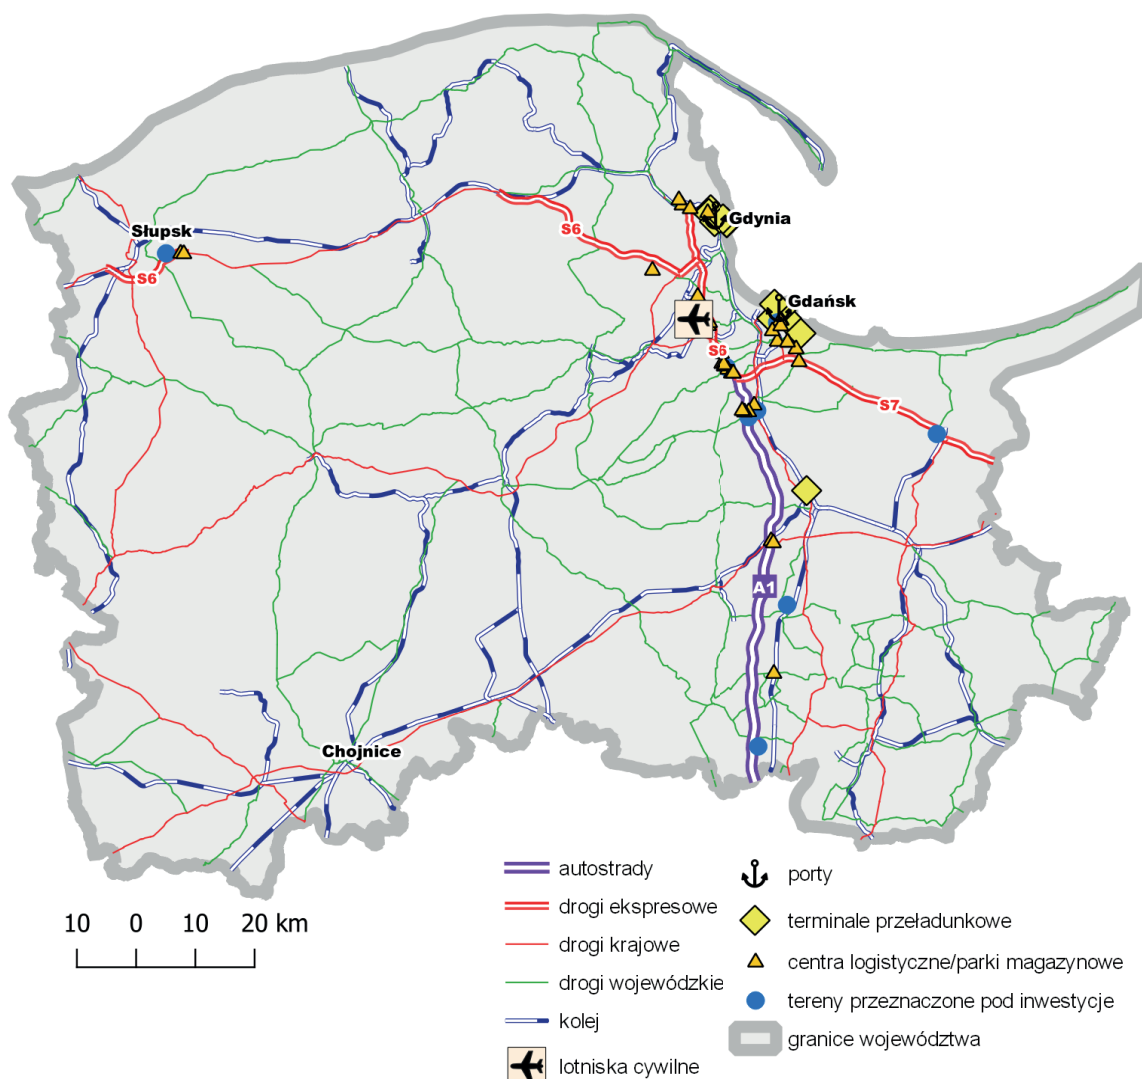 Gdynia
S6
Słupsk
S6
Gdańsk
S6
S7
A1
Chojnice
10 0 10 20 km
autostrady
drogi ekspresowe
drogi krajowe
drogi wojewódzkie
kolej
lotniska cywilne
porty
terminale przeładunkowe
centra logistyczne/parki magazynowe
tereny przeznaczone pod inwestycje
granice województwa